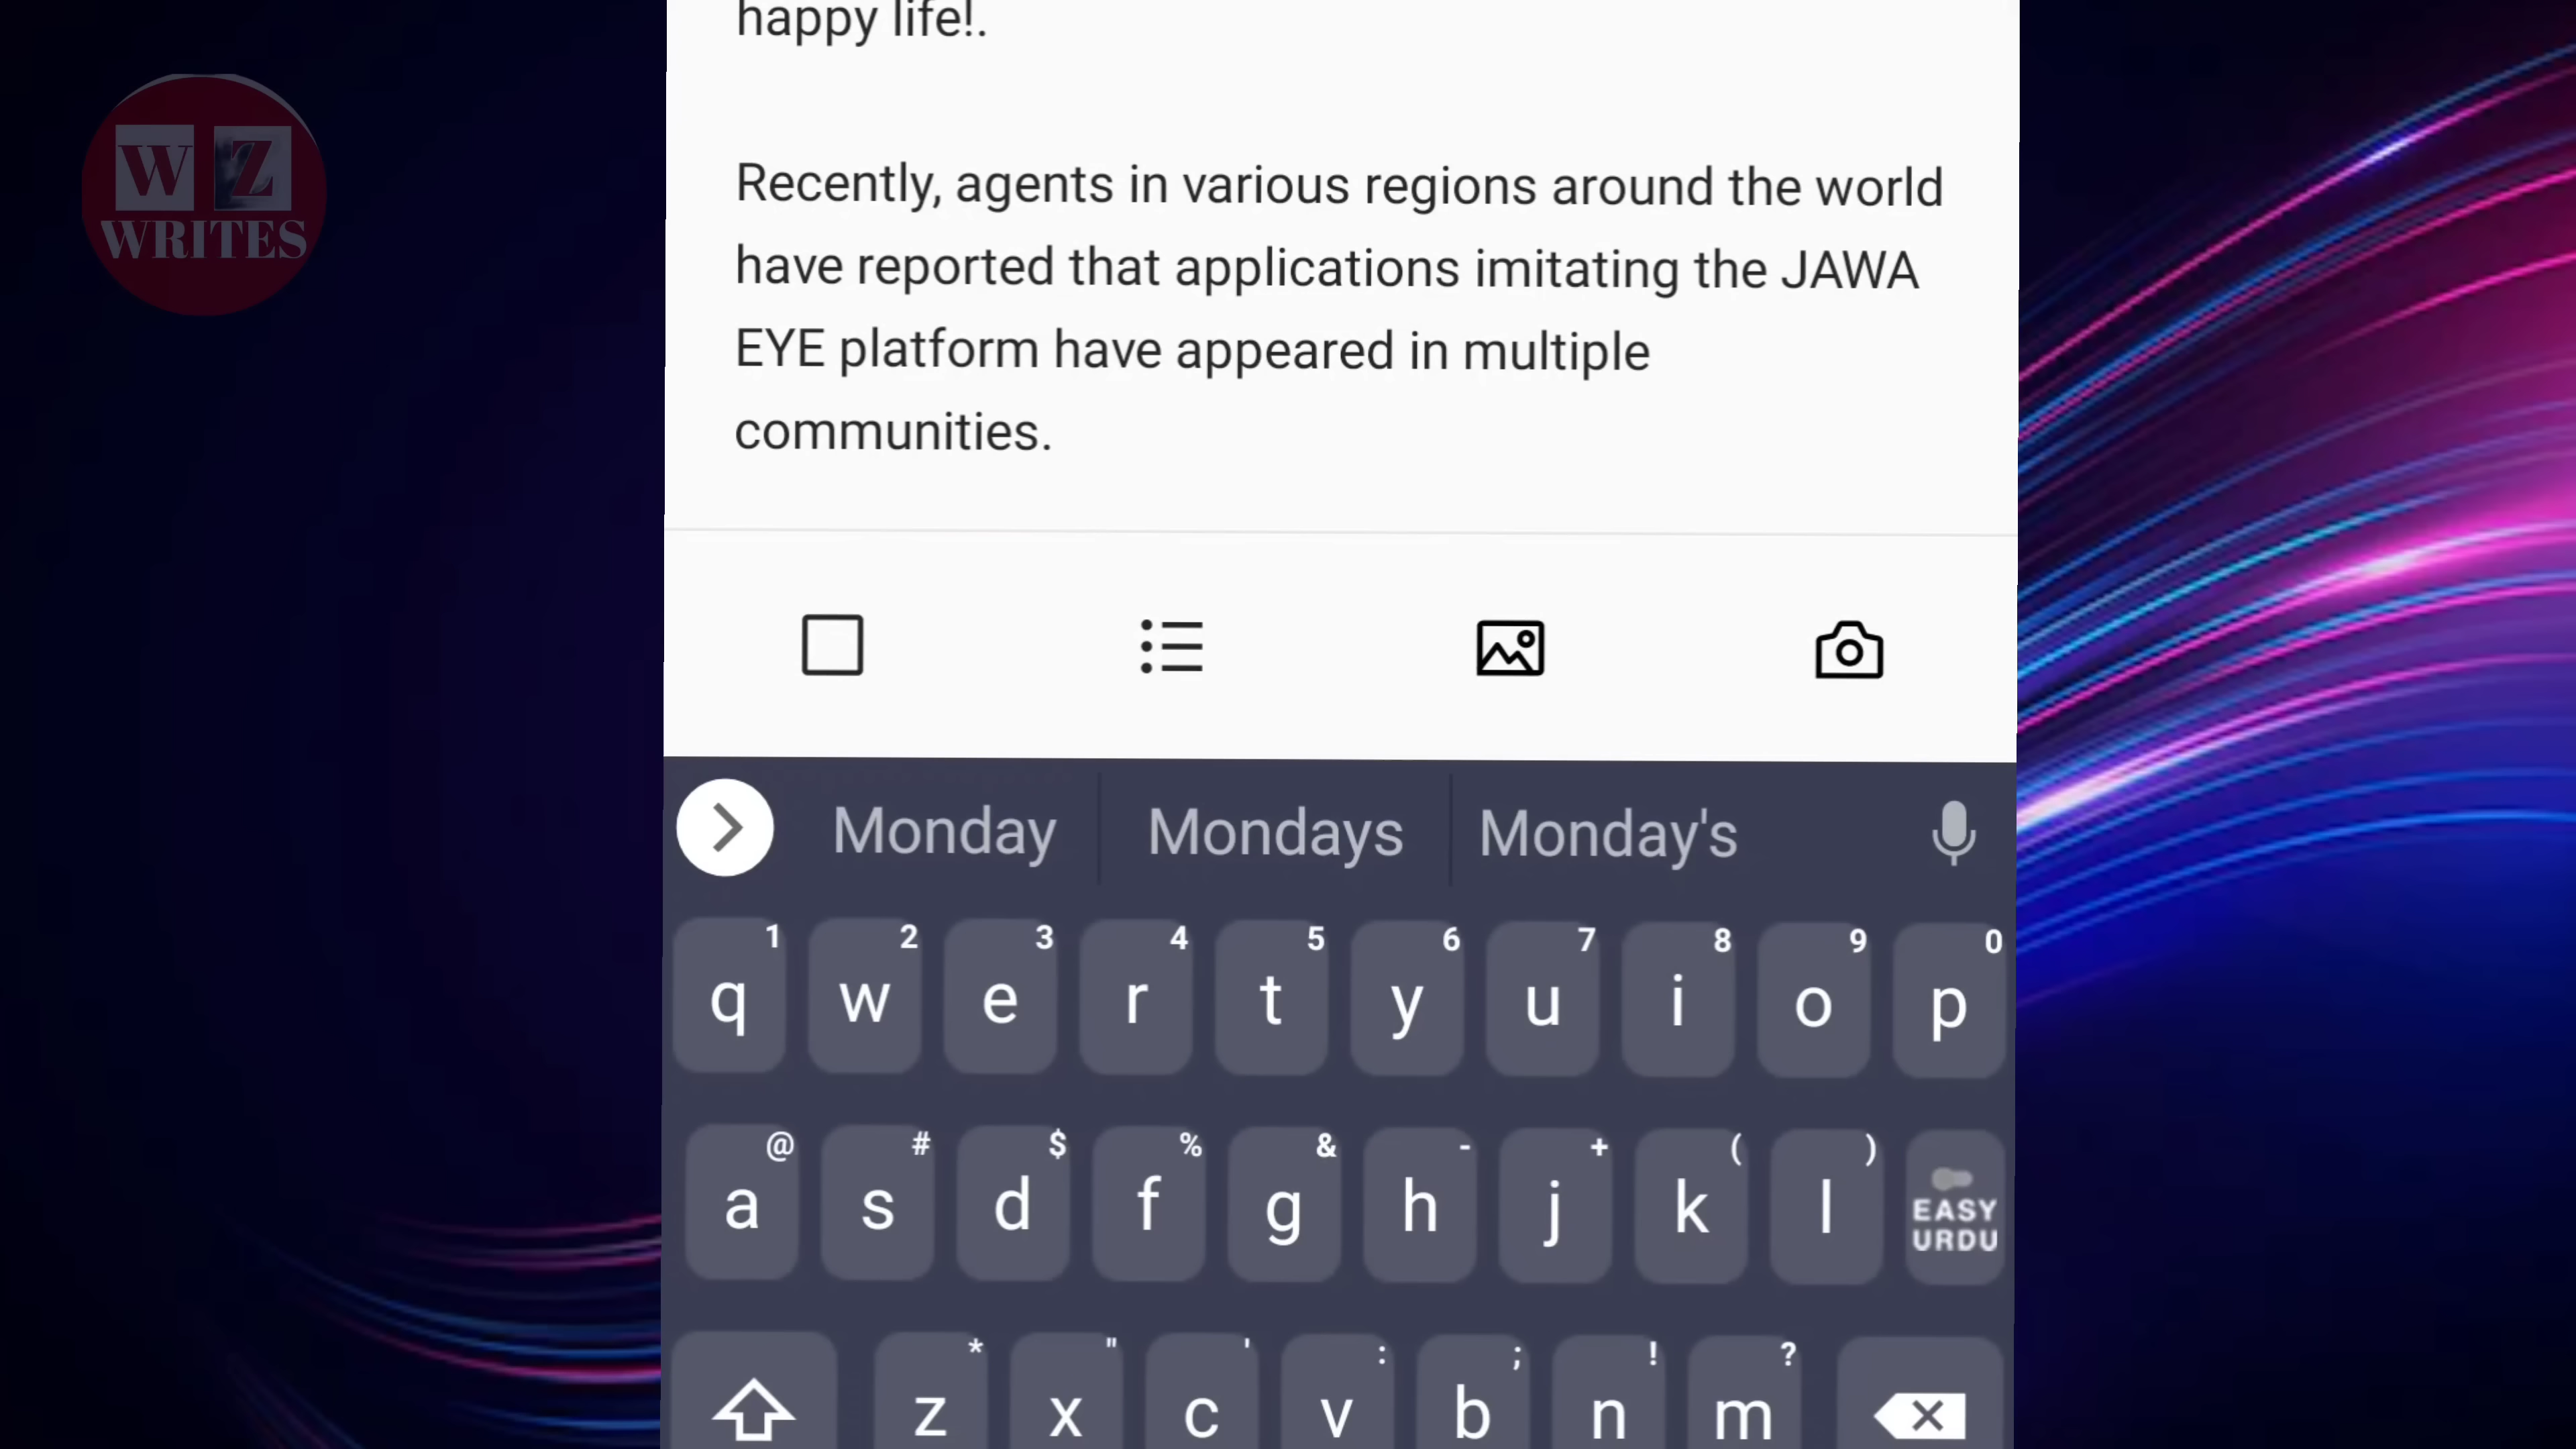 happy life!.
W Z
WRITES
Recently, agents in various regions around the world
have reported that applications imitating the JAWA
EYE platform have appeared in multiple
communities.
Monday Mondays Monday's
1 2 3 4 5 6 7 8 9 0
q w e r t y u i o p
@ # $ % & - + ( )
a s d f g h j k l EASY
URDU
* " ' : ; ! ?
z x c v b n m